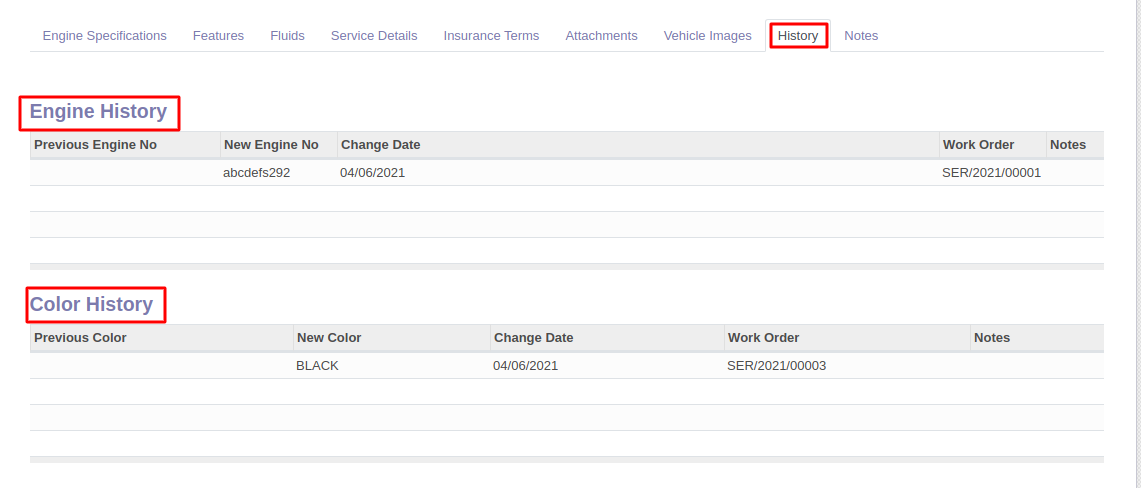 Engine Specifications Features Fluids Service Details Insurance Terms Attachments Vehicle Images History Notes
Engine History
Previous Engine No New Engine No Change Date Work Order Notes
abcdefs292 04/06/2021 SER/2021/00001
Color History
Previous Color New Color Change Date Work Order Notes
BLACK 04/06/2021 SER/2021/00003